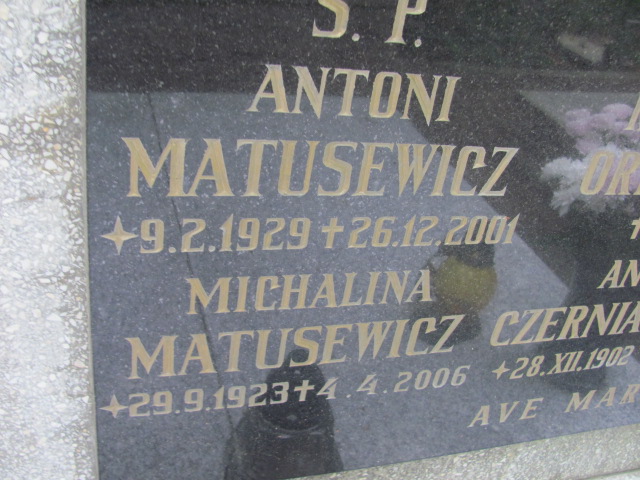 S. P.
ANTONI
MATUSEWICZ
✦9.2.1929 ✝ 26.12.2001
MICHALINA
MATUSEWICZ
✦29.9.1923 ✝ 4.4.2006
CZERNIA
✦28.XII.1902
AVE MAR